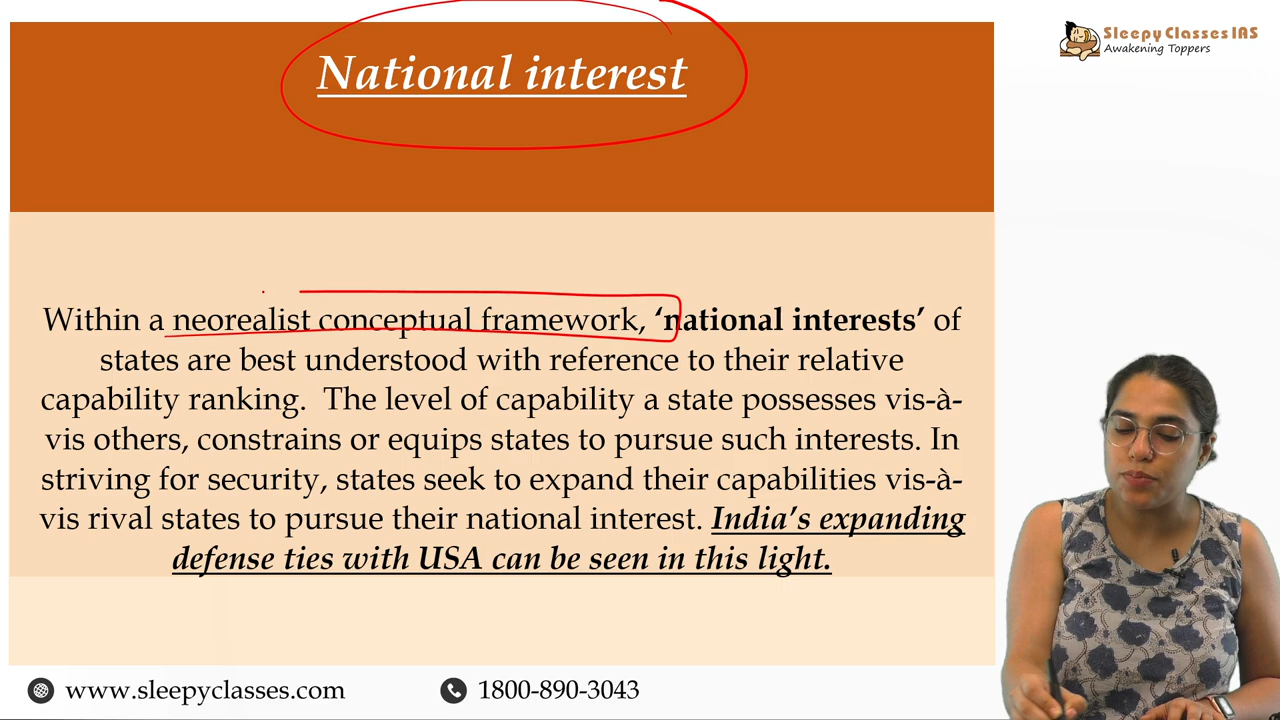 National interest
Sleepy Classes IAS
Awakening Toppers
Within a neorealist conceptual framework, ‘national interests’ of
states are best understood with reference to their relative
capability ranking.  The level of capability a state possesses vis-à-
vis others, constrains or equips states to pursue such interests. In
striving for security, states seek to expand their capabilities vis-à-
vis rival states to pursue their national interest. India’s expanding
defense ties with USA can be seen in this light.
www.sleepyclasses.com
1800-890-3043